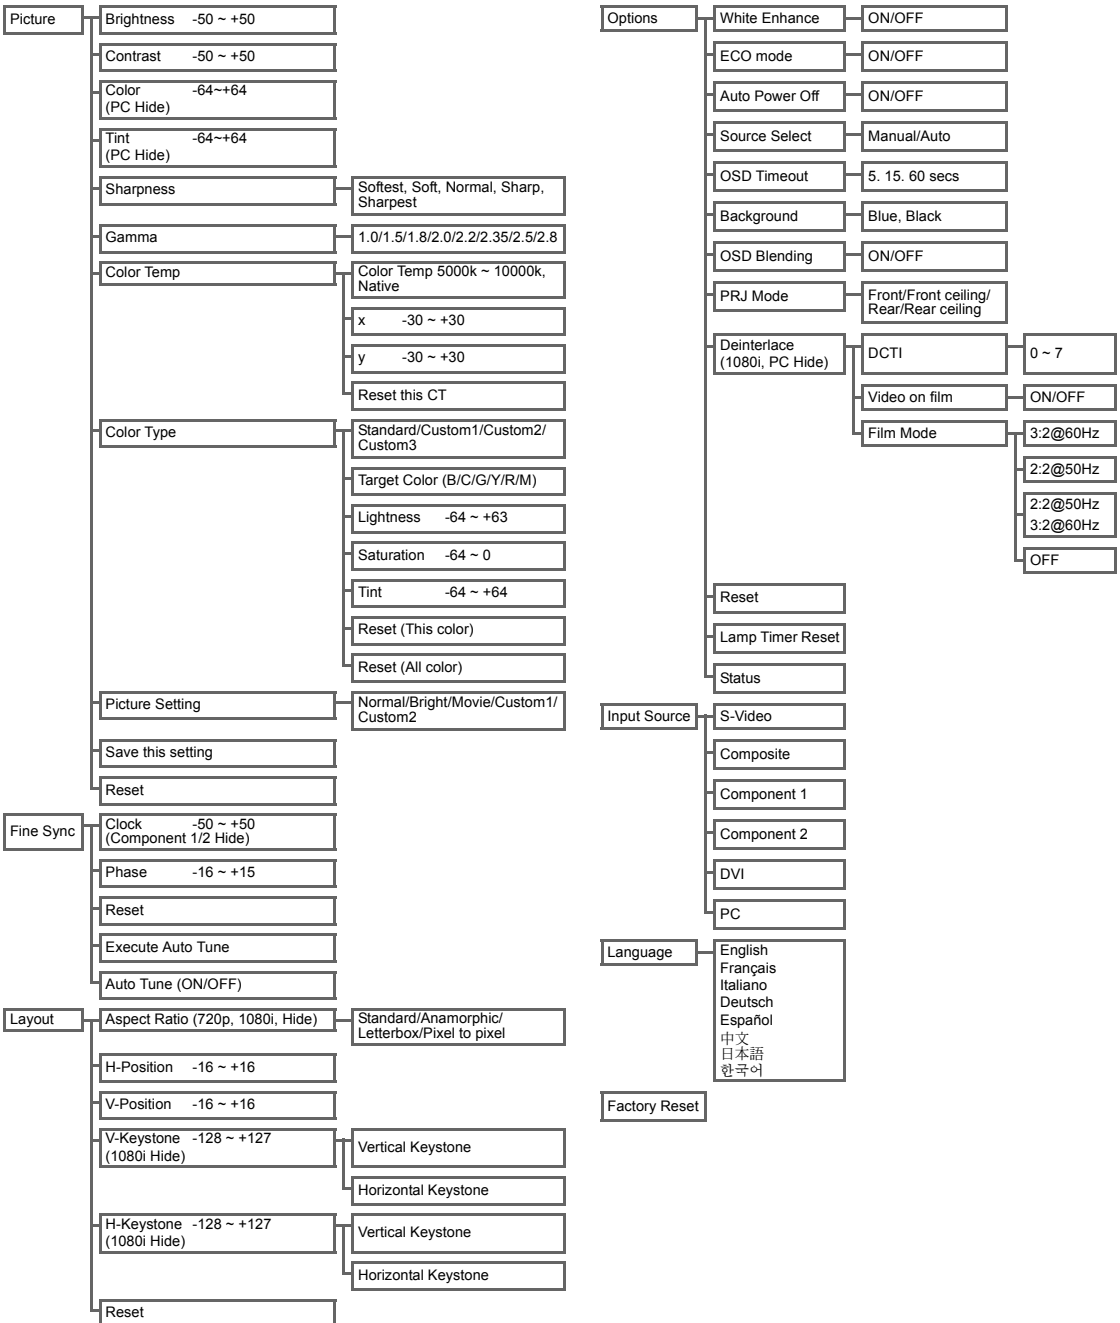 Picture
Brightness -50 ~ +50
Contrast -50 ~ +50
Color -64~+64
(PC Hide)
Tint -64~+64
(PC Hide)
Sharpness
Softest, Soft, Normal, Sharp,
Sharpest
Gamma
1.0/1.5/1.8/2.0/2.2/2.35/2.5/2.8
Color Temp
Color Temp 5000k ~ 10000k,
Native
x -30 ~ +30
y -30 ~ +30
Reset this CT
Color Type
Standard/Custom1/Custom2/
Custom3
Target Color (B/C/G/Y/R/M)
Lightness -64 ~ +63
Saturation -64 ~ 0
Tint -64 ~ +64
Reset (This color)
Reset (All color)
Picture Setting
Normal/Bright/Movie/Custom1/
Custom2
Save this setting
Reset
Fine Sync
Clock -50 ~ +50
(Component 1/2 Hide)
Phase -16 ~ +15
Reset
Execute Auto Tune
Auto Tune (ON/OFF)
Layout
Aspect Ratio (720p, 1080i, Hide)
Standard/Anamorphic/
Letterbox/Pixel to pixel
H-Position -16 ~ +16
V-Position -16 ~ +16
V-Keystone -128 ~ +127
(1080i Hide)
Vertical Keystone
Horizontal Keystone
H-Keystone -128 ~ +127
(1080i Hide)
Vertical Keystone
Horizontal Keystone
Reset
Options
White Enhance
ON/OFF
ECO mode
ON/OFF
Auto Power Off
ON/OFF
Source Select
Manual/Auto
OSD Timeout
5. 15. 60 secs
Background
Blue, Black
OSD Blending
ON/OFF
PRJ Mode
Front/Front ceiling/
Rear/Rear ceiling
Deinterlace
(1080i, PC Hide)
DCTI
0 ~ 7
Video on film
ON/OFF
Film Mode
3:2@60Hz
2:2@50Hz
2:2@50Hz
3:2@60Hz
OFF
Reset
Lamp Timer Reset
Status
Input Source
S-Video
Composite
Component 1
Component 2
DVI
PC
Language
English
Français
Italiano
Deutsch
Español
中文
日本語
한국어
Factory Reset